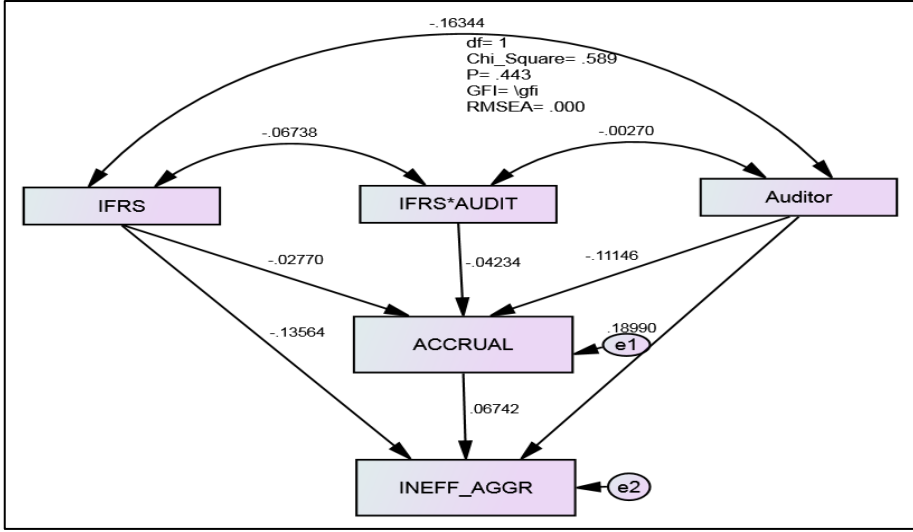 -.16344
df= 1
Chi_Square= .589
P= .443
GFI= \gfi
RMSEA= .000
-.06738
-.00270
IFRS
IFRS*AUDIT
Auditor
-.02770
-.04234
-.11146
-.13564
ACCRUAL
.18990
e1
.06742
INEFF_AGGR
e2